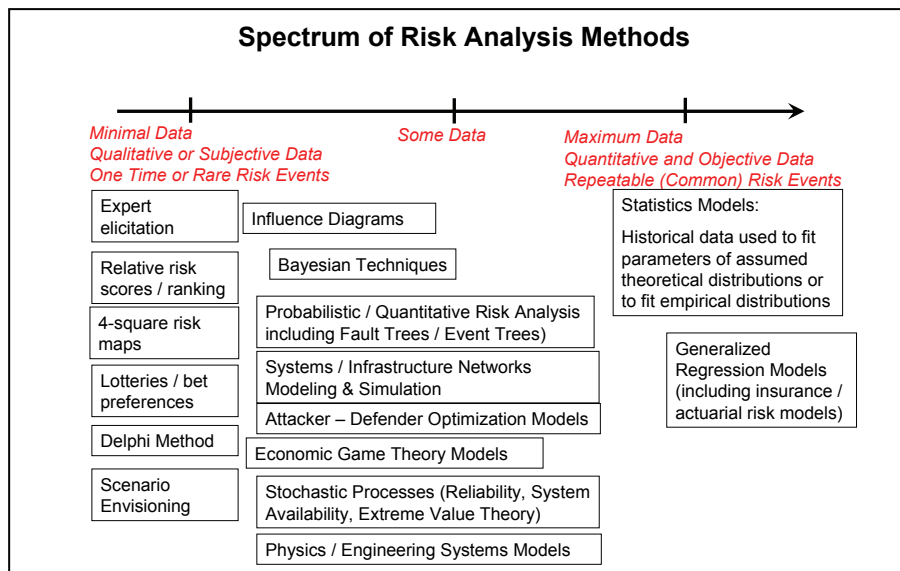 Spectrum of Risk Analysis Methods
Minimal Data
Qualitative or Subjective Data
One Time or Rare Risk Events
Some Data
Maximum Data
Quantitative and Objective Data
Repeatable (Common) Risk Events
Expert
elicitation
Relative risk
scores / ranking
4-square risk
maps
Lotteries / bet
preferences
Delphi Method
Scenario
Envisioning
Influence Diagrams
Bayesian Techniques
Probabilistic / Quantitative Risk Analysis
including Fault Trees / Event Trees)
Systems / Infrastructure Networks
Modeling & Simulation
Attacker – Defender Optimization Models
Economic Game Theory Models
Stochastic Processes (Reliability, System
Availability, Extreme Value Theory)
Physics / Engineering Systems Models
Statistics Models:
Historical data used to fit
parameters of assumed
theoretical distributions or
to fit empirical distributions
Generalized
Regression Models
(including insurance /
actuarial risk models)